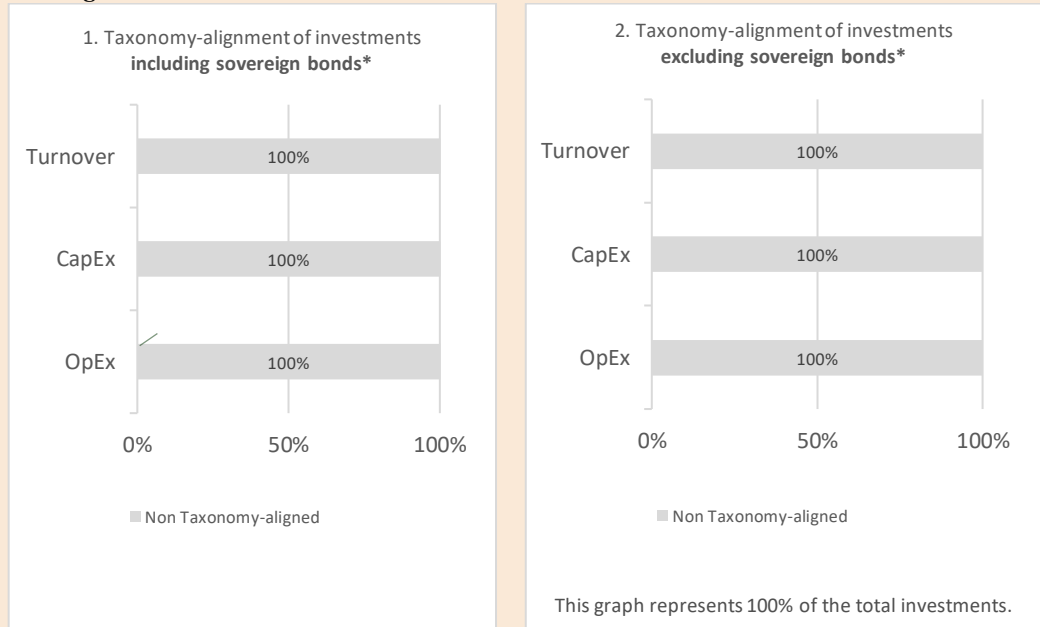 1. Taxonomy-alignment of investments
including sovereign bonds*
Turnover
100%
CapEx
100%
OpEx
100%
0%
50%
100%
Non Taxonomy-aligned
2. Taxonomy-alignment of investments
excluding sovereign bonds*
Turnover
100%
CapEx
100%
OpEx
100%
0%
50%
100%
Non Taxonomy-aligned
This graph represents 100% of the total investments.